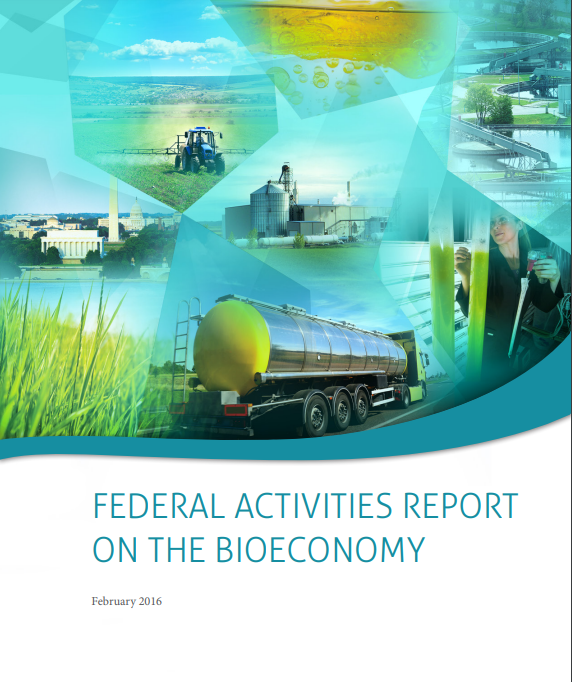 FEDERAL ACTIVITIES REPORT
ON THE BIOECONOMY
February 2016